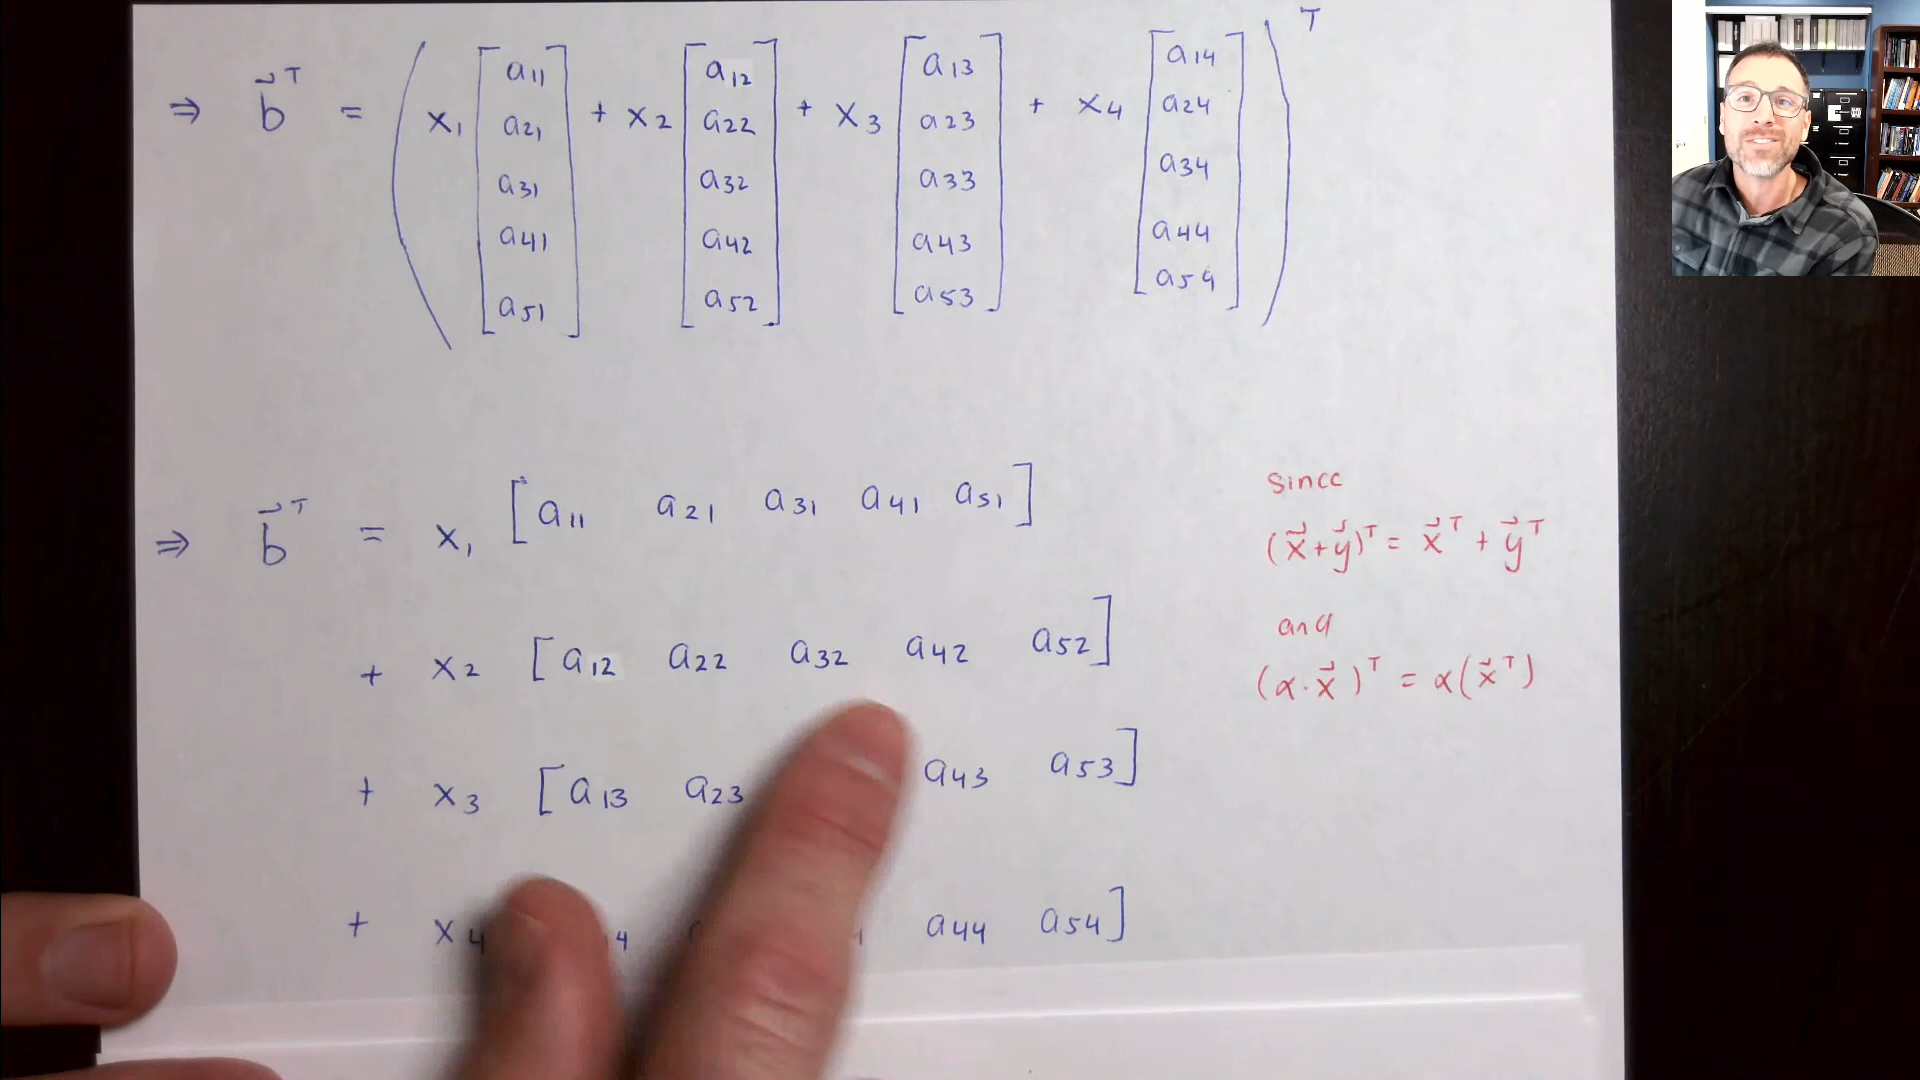 ⇒ b⃗ᵀ = ( x₁ [a₁₁ a₂₁ a₃₁ a₄₁ a₅₁] + x₂ [a₁₂ a₂₂ a₃₂ a₄₂ a₅₂] + x₃ [a₁₃ a₂₃ a₃₃ a₄₃ a₅₃] + x₄ [a₁₄ a₂₄ a₃₄ a₄₄ a₅₄] )ᵀ
⇒ b⃗ᵀ = x₁ [a₁₁ a₂₁ a₃₁ a₄₁ a₅₁]
+ x₂ [a₁₂ a₂₂ a₃₂ a₄₂ a₅₂]
+ x₃ [a₁₃ a₂₃ a₄₃ a₅₃]
+ x₄ a₄₄ a₅₄]
since
(x⃗+y⃗)ᵀ = x⃗ᵀ + y⃗ᵀ
and
(α·x⃗)ᵀ = α(x⃗ᵀ)